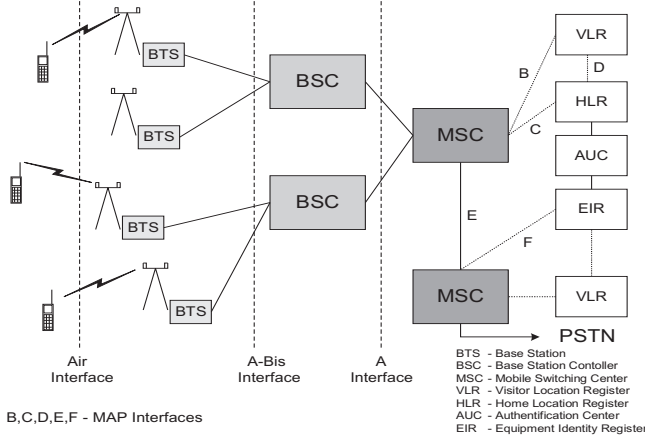 VLR
BTS
B
D
BSC
HLR
BTS
MSC
C
AUC
BSC
E
EIR
BTS
F
MSC
VLR
BTS
PSTN
Air
Interface
A-Bis
Interface
A
Interface
BTS - Base Station
BSC - Base Station Contoller
MSC - Mobile Switching Center
VLR - Visitor Location Register
HLR - Home Location Register
AUC - Authentification Center
EIR - Equipment Identity Register
B,C,D,E,F - MAP Interfaces